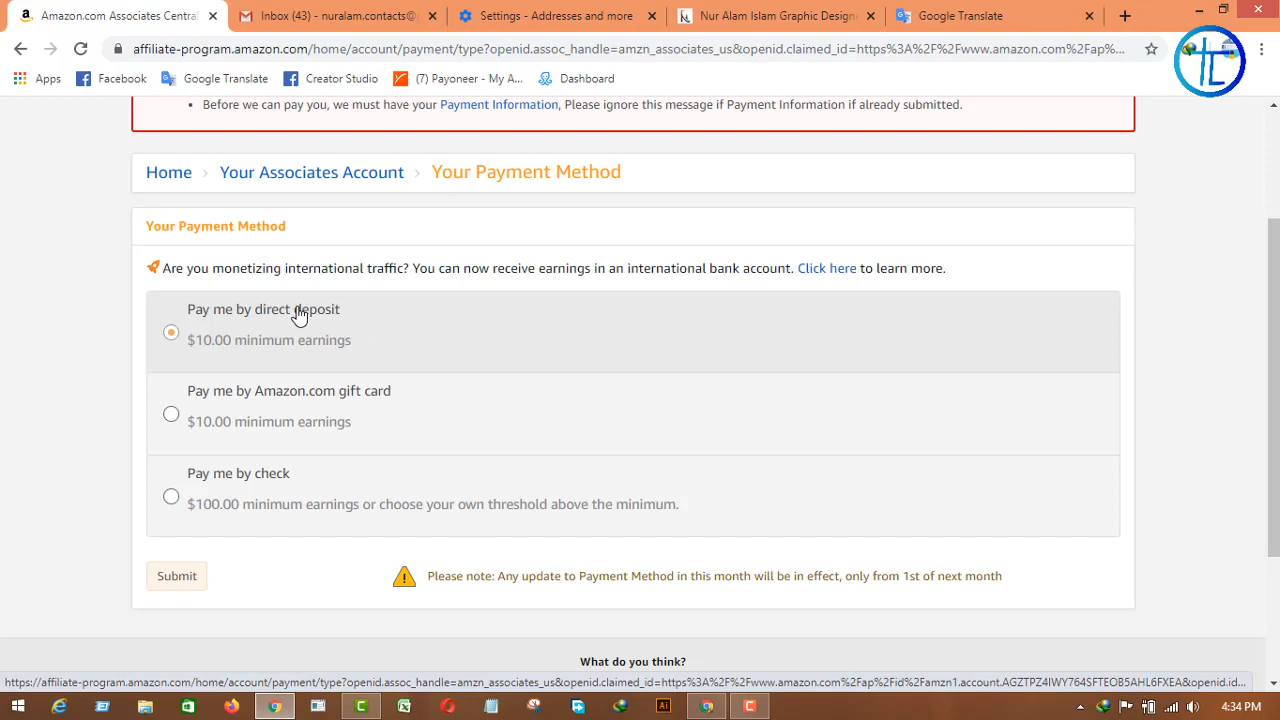 Amazon.com Associates Central
Inbox (43) - nuralam.contacts@
Settings - Addresses and more
Nur Alam Islam Graphic Design
Google Translate
affiliate-program.amazon.com/home/account/payment/type?openid.assoc_handle=amzn_associates_us&openid.claimed_id=https%3A%2F%2Fwww.amazon.com%2Fap%...
Apps
Facebook
Google Translate
Creator Studio
(7) Payoneer - My A...
Dashboard
TL
Before we can pay you, we must have your Payment Information, Please ignore this message if Payment Information if already submitted.
Home › Your Associates Account › Your Payment Method
Your Payment Method
Are you monetizing international traffic? You can now receive earnings in an international bank account. Click here to learn more.
Pay me by direct deposit
$10.00 minimum earnings
Pay me by Amazon.com gift card
$10.00 minimum earnings
Pay me by check
$100.00 minimum earnings or choose your own threshold above the minimum.
Submit
Please note: Any update to Payment Method in this month will be in effect, only from 1st of next month
What do you think?
https://affiliate-program.amazon.com/home/account/payment/type?openid.assoc_handle=amzn_associates_us&openid.claimed_id=https%3A%2F%2Fwww.amazon.com%2Fap%2Fid%2Famzn1.account.AGZTPZ4IWY764SFTEOB5AHL6FXEA&openid.id...
4:34 PM